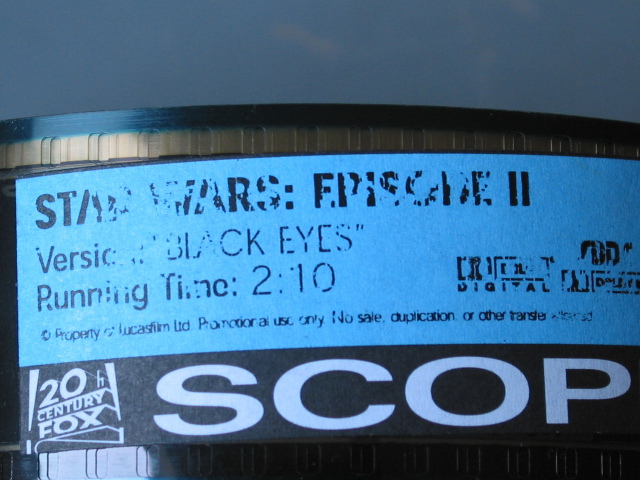 STAR WARS: EPISODE II
Version: "BLACK EYES"
Running Time: 2:10
DIGITAL
© Property of Lucasfilm Ltd. Promotional use only. No sale, duplication, or other transfer allowed.
20th
CENTURY
FOX
SCOP